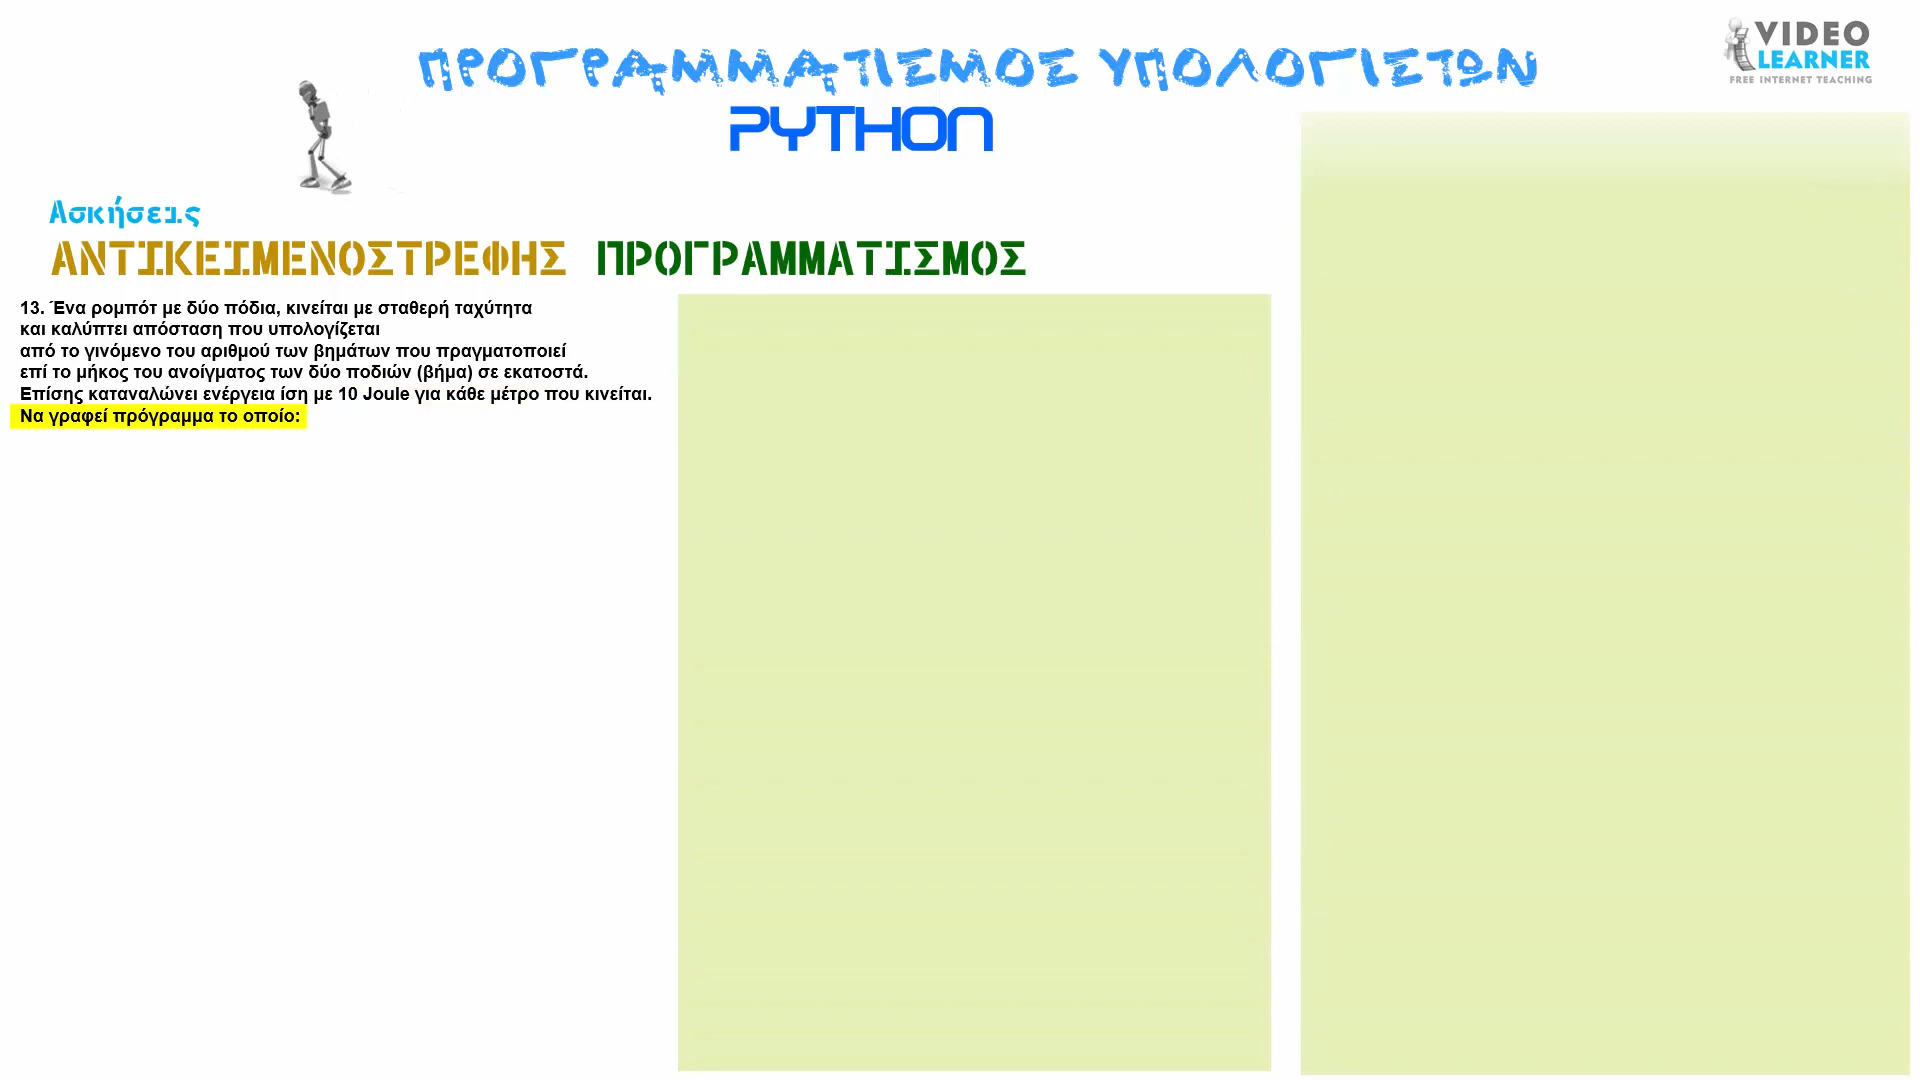 ΠΡΟΓΡΑΜΜΑΤΙΣΜΟΣ ΥΠΟΛΟΓΙΣΤΩΝ
PYTHON
VIDEO
LEARNER
FREE INTERNET TEACHING
Ασκήσεις
ΑΝΤΙΚΕΙΜΕΝΟΣΤΡΕΦΗΣ ΠΡΟΓΡΑΜΜΑΤΙΣΜΟΣ
13. Ένα ρομπότ με δύο πόδια, κινείται με σταθερή ταχύτητα
και καλύπτει απόσταση που υπολογίζεται
από το γινόμενο του αριθμού των βημάτων που πραγματοποιεί
επί το μήκος του ανοίγματος των δύο ποδιών (βήμα) σε εκατοστά.
Επίσης καταναλώνει ενέργεια ίση με 10 Joule για κάθε μέτρο που κινείται.
Να γραφεί πρόγραμμα το οποίο: